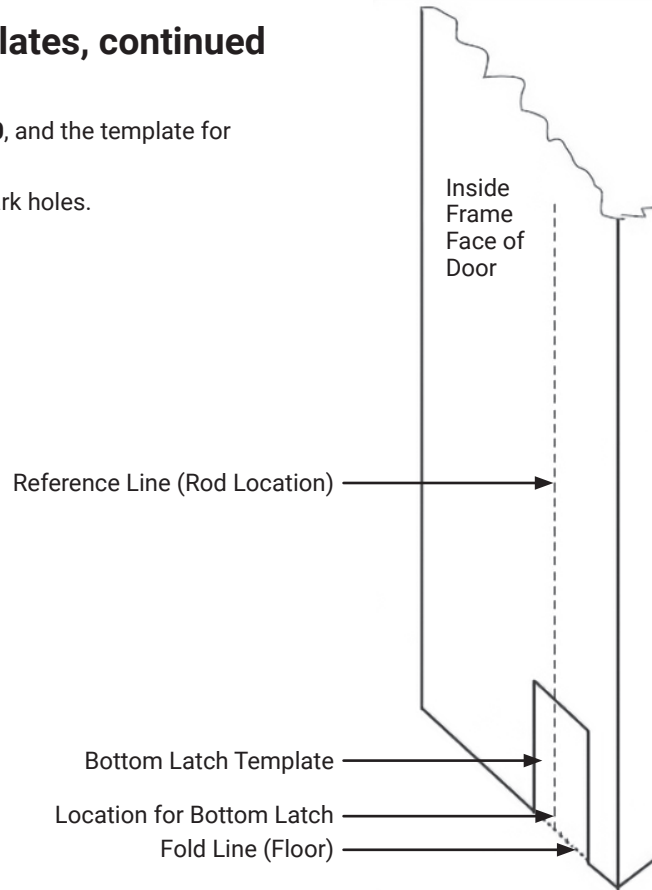 lates, continued
, and the template for
rk holes.
Inside
Frame
Face of
Door
Reference Line (Rod Location)
Bottom Latch Template
Location for Bottom Latch
Fold Line (Floor)